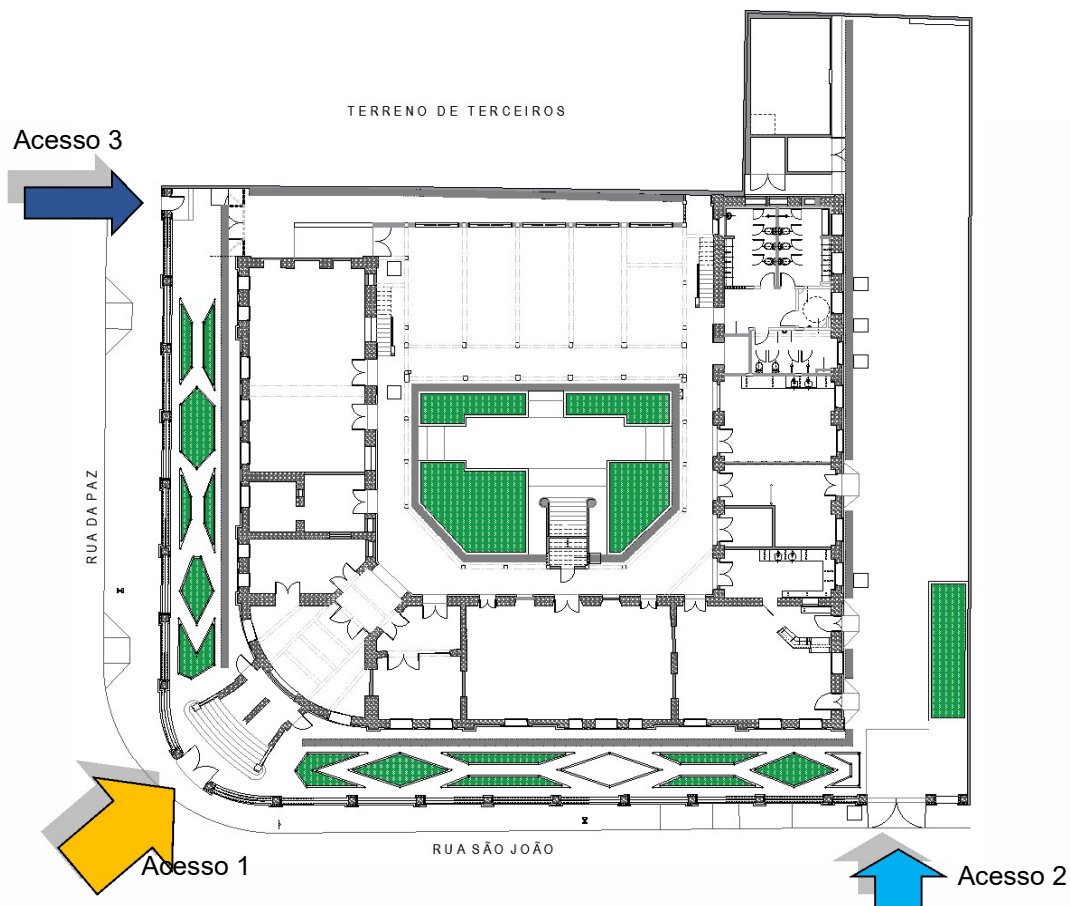 TERRENO DE TERCEIROS
Acesso 3
RUA DA PAZ
Acesso 1
RUA SÃO JOÃO
Acesso 2